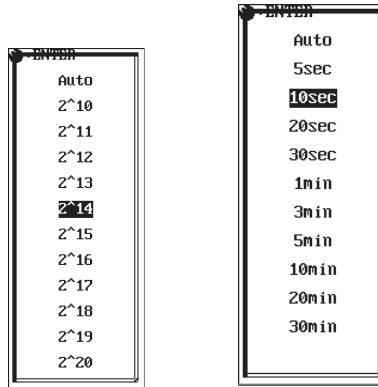 ENTER
Auto
2^10
2^11
2^12
2^13
2^14
2^15
2^16
2^17
2^18
2^19
2^20
ENTER
Auto
5sec
10sec
20sec
30sec
1min
3min
5min
10min
20min
30min